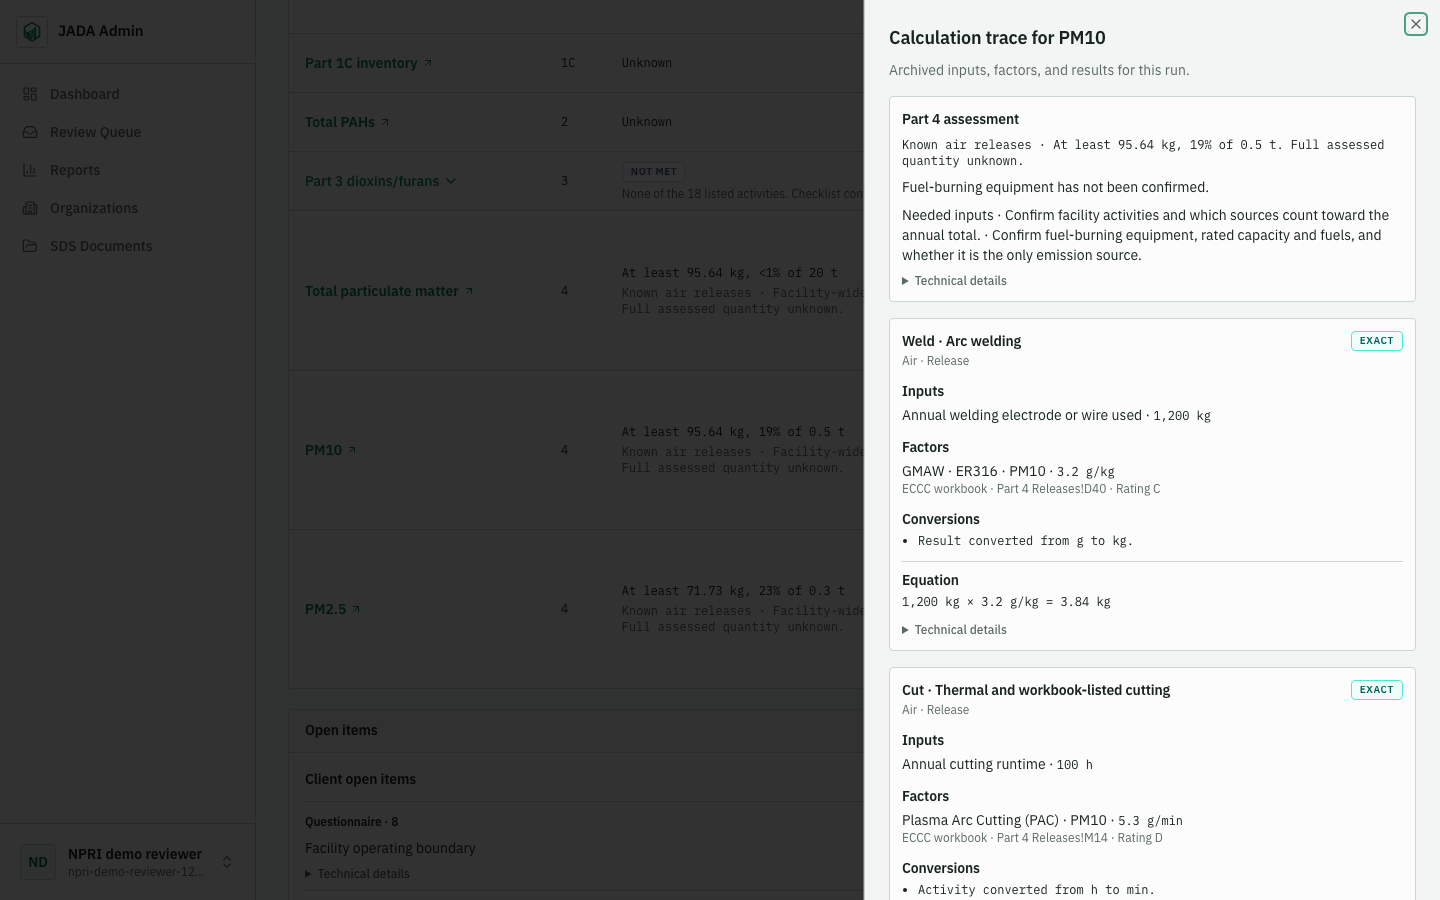 JADA Admin
Dashboard
Review Queue
Reports
Organizations
SDS Documents
ND
NPRI demo reviewer
npri-demo-reviewer-12...
Part 1C inventory
1C
Unknown
Total PAHs
2
Unknown
Part 3 dioxins/furans
3
NOT MET
None of the 18 listed activities. Checklist con
Total particulate matter
4
At least 95.64 kg, <1% of 20 t
Known air releases · Facility-wide
Full assessed quantity unknown.
PM10
4
At least 95.64 kg, 19% of 0.5 t
Known air releases · Facility-wide
Full assessed quantity unknown.
PM2.5
4
At least 71.73 kg, 23% of 0.3 t
Known air releases · Facility-wide
Full assessed quantity unknown.
Open items
Client open items
Questionnaire · 8
Facility operating boundary
Technical details
Calculation trace for PM10
Archived inputs, factors, and results for this run.
Part 4 assessment
Known air releases · At least 95.64 kg, 19% of 0.5 t. Full assessed
quantity unknown.
Fuel-burning equipment has not been confirmed.
Needed inputs · Confirm facility activities and which sources count toward the
annual total. · Confirm fuel-burning equipment, rated capacity and fuels, and
whether it is the only emission source.
Technical details
Weld · Arc welding
EXACT
Air · Release
Inputs
Annual welding electrode or wire used · 1,200 kg
Factors
GMAW · ER316 · PM10 · 3.2 g/kg
ECCC workbook · Part 4 Releases!D40 · Rating C
Conversions
• Result converted from g to kg.
Equation
1,200 kg × 3.2 g/kg = 3.84 kg
Technical details
Cut · Thermal and workbook-listed cutting
EXACT
Air · Release
Inputs
Annual cutting runtime · 100 h
Factors
Plasma Arc Cutting (PAC) · PM10 · 5.3 g/min
ECCC workbook · Part 4 Releases!M14 · Rating D
Conversions
• Activity converted from h to min.